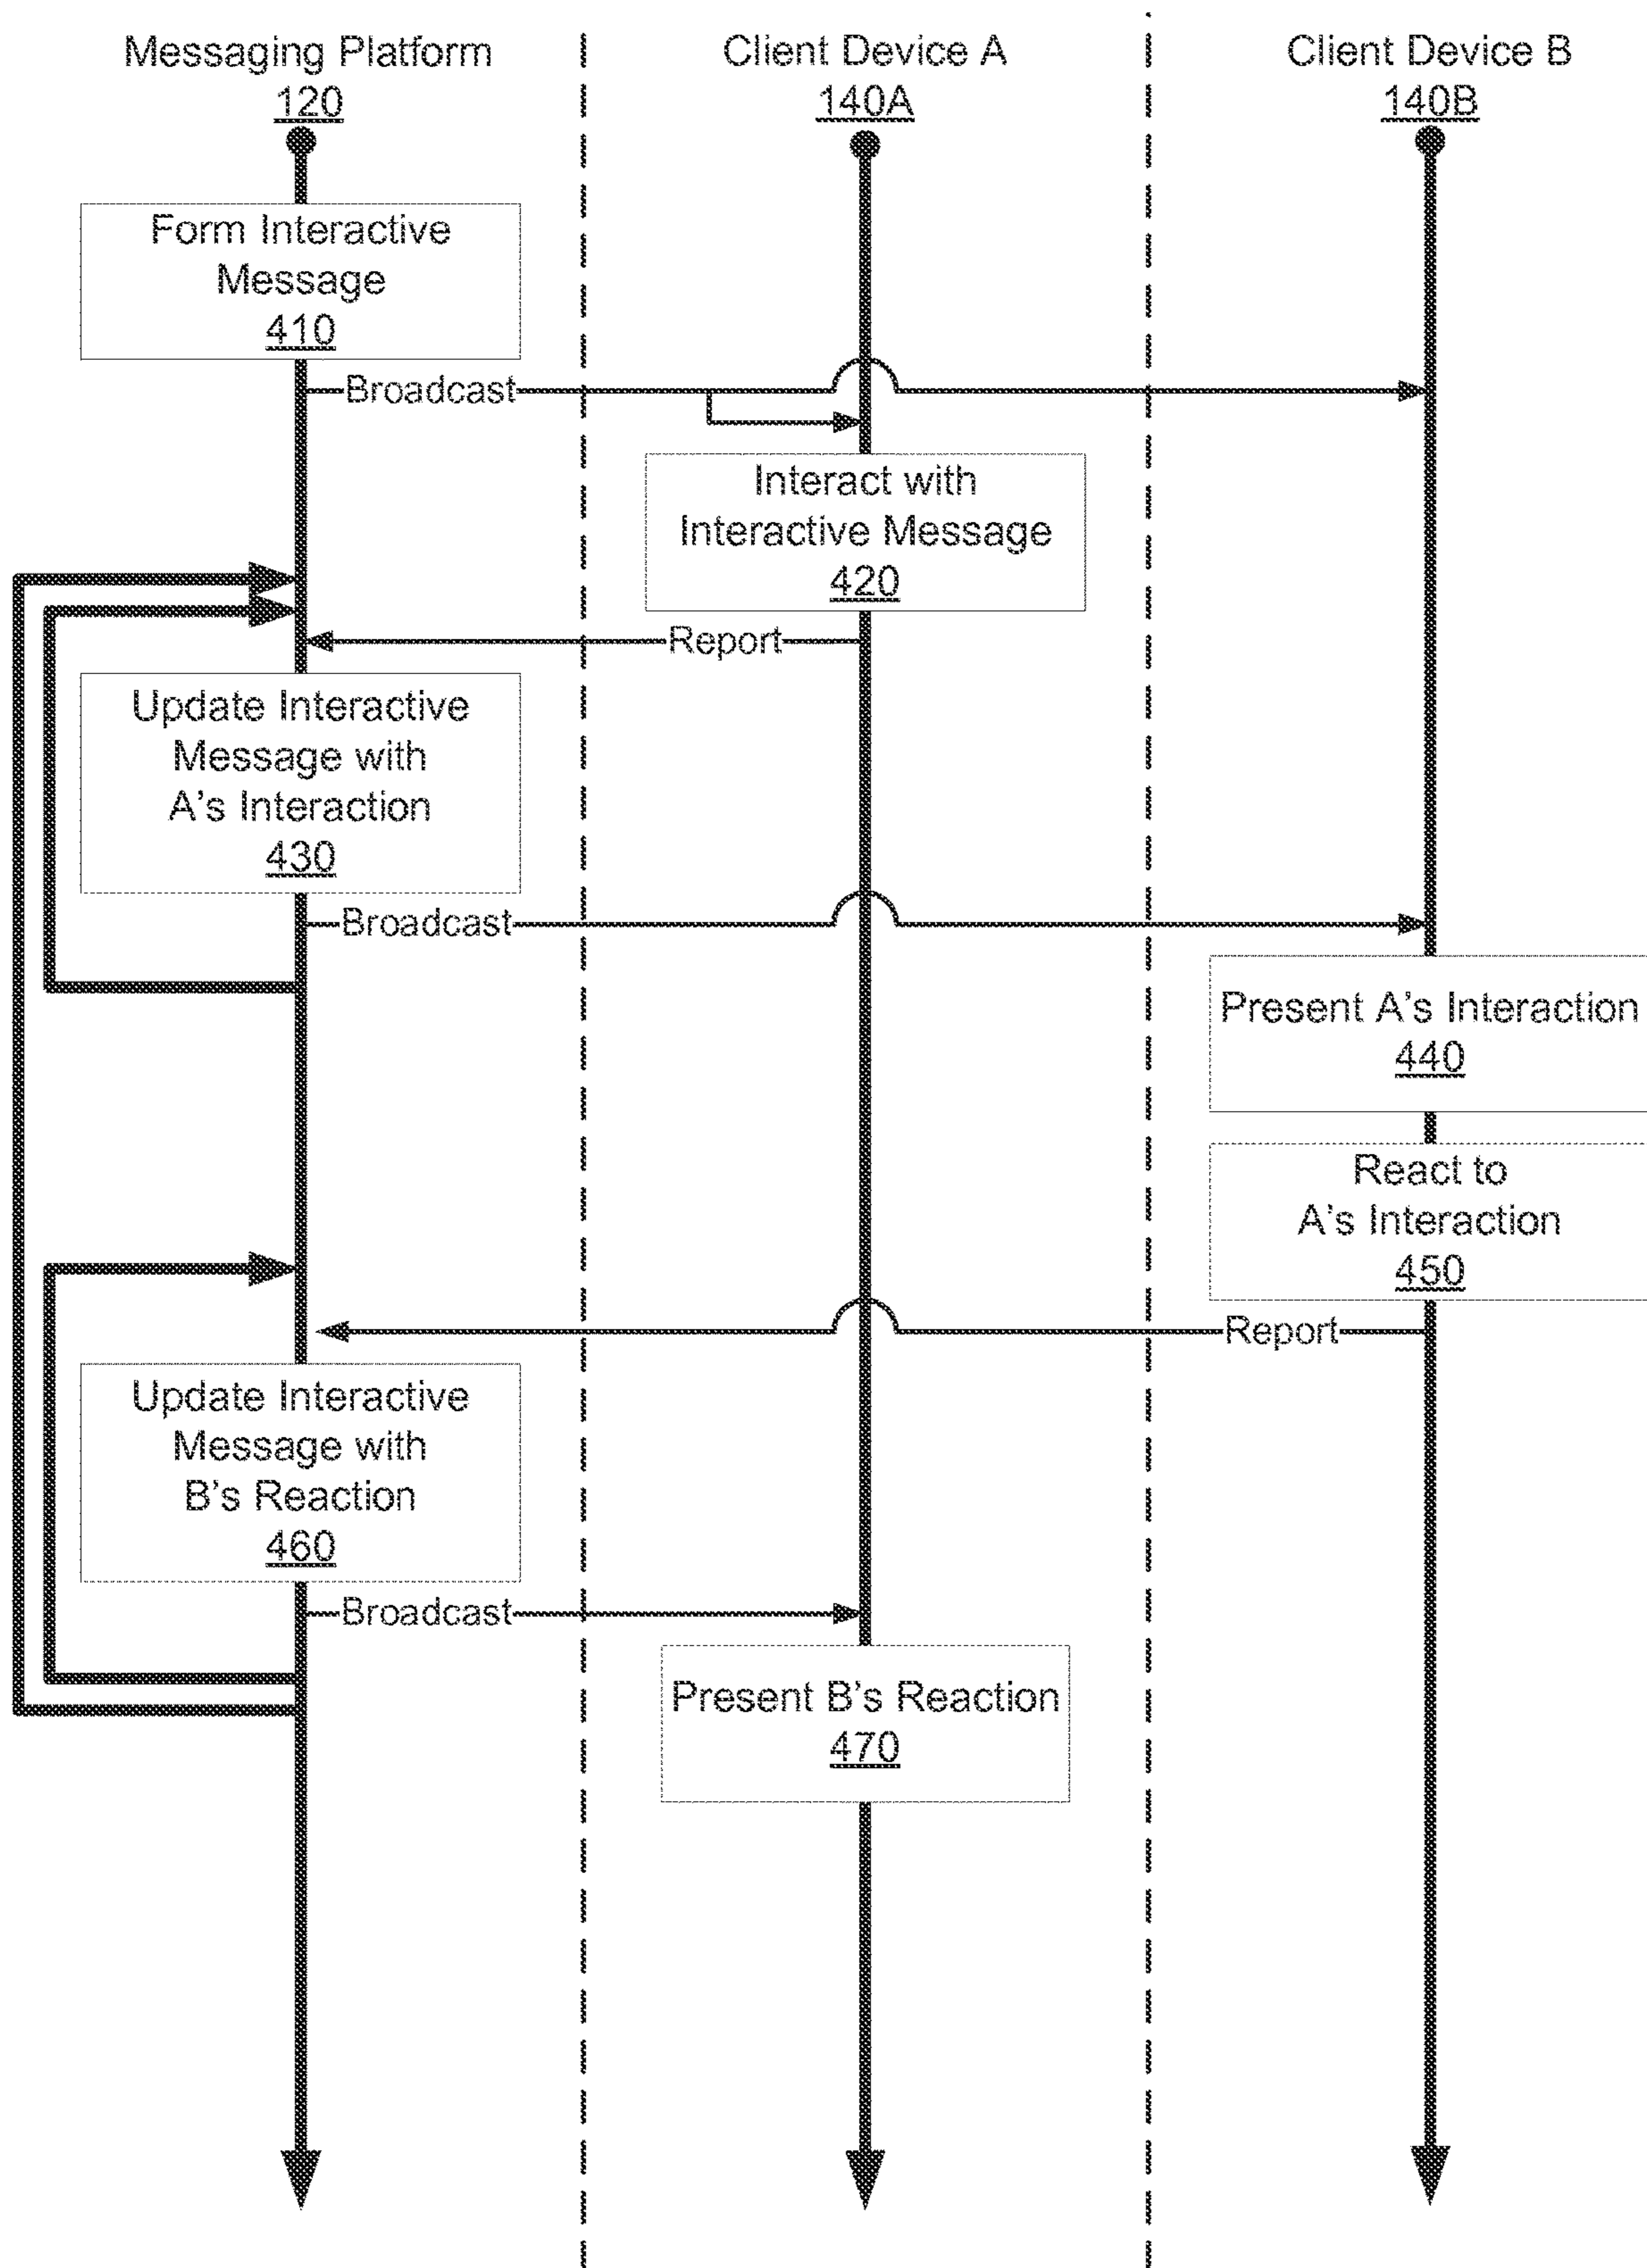 Messaging Platform
120
Client Device A
140A
Client Device B
140B
Form Interactive
Message
410
Broadcast
Interact with
Interactive Message
420
Report
Update Interactive
Message with
A's Interaction
430
Broadcast
Present A's Interaction
440
React to
A's Interaction
450
Report
Update Interactive
Message with
B's Reaction
460
Broadcast
Present B's Reaction
470